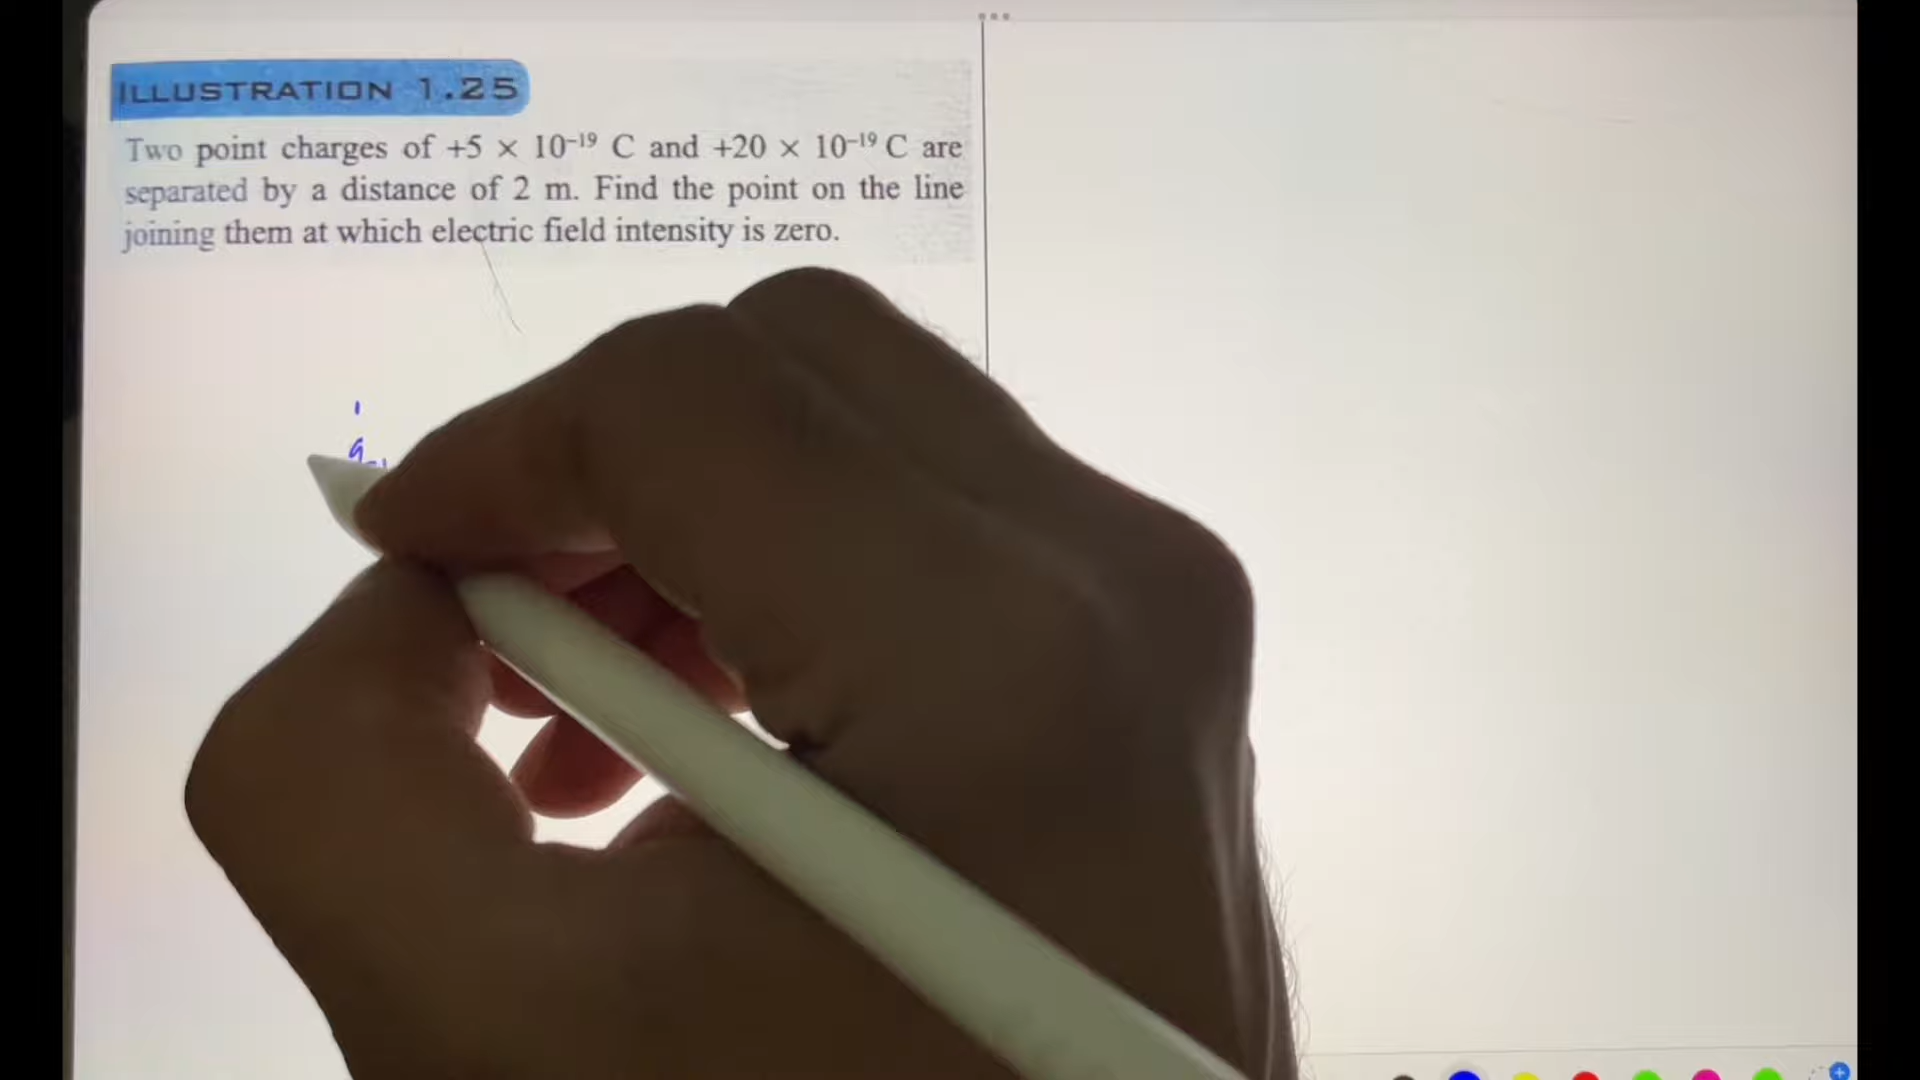 ILLUSTRATION 1.25
Two point charges of +5 × 10⁻¹⁹ C and +20 × 10⁻¹⁹ C are
separated by a distance of 2 m. Find the point on the line
joining them at which electric field intensity is zero.